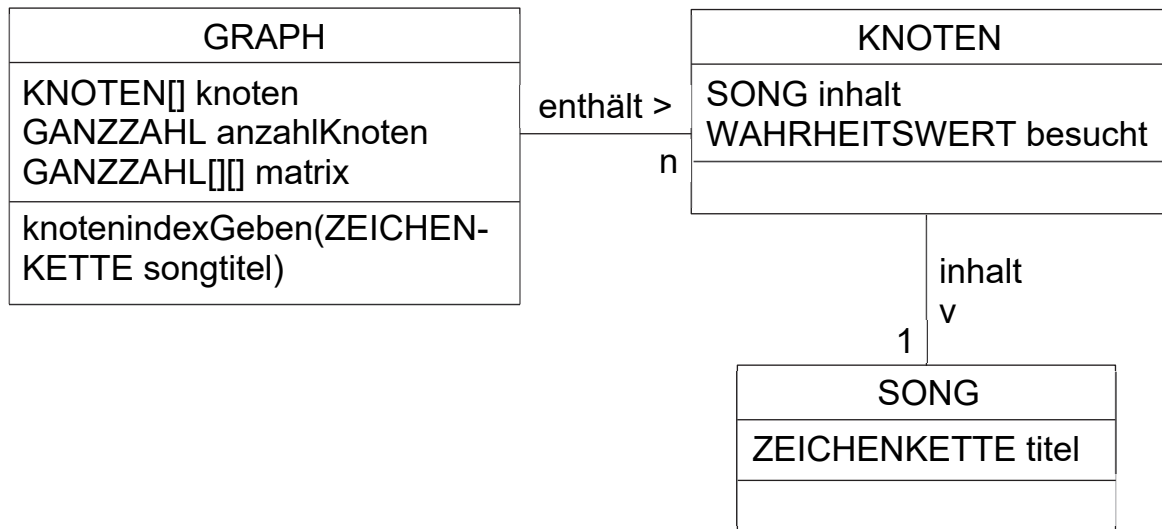 GRAPH
KNOTEN[] knoten
GANZZAHL anzahlKnoten
GANZZAHL[][] matrix
knotenindexGeben(ZEICHEN-
KETTE songtitel)
enthält >
n
KNOTEN
SONG inhalt
WAHRHEITSWERT besucht
inhalt
v
1
SONG
ZEICHENKETTE titel